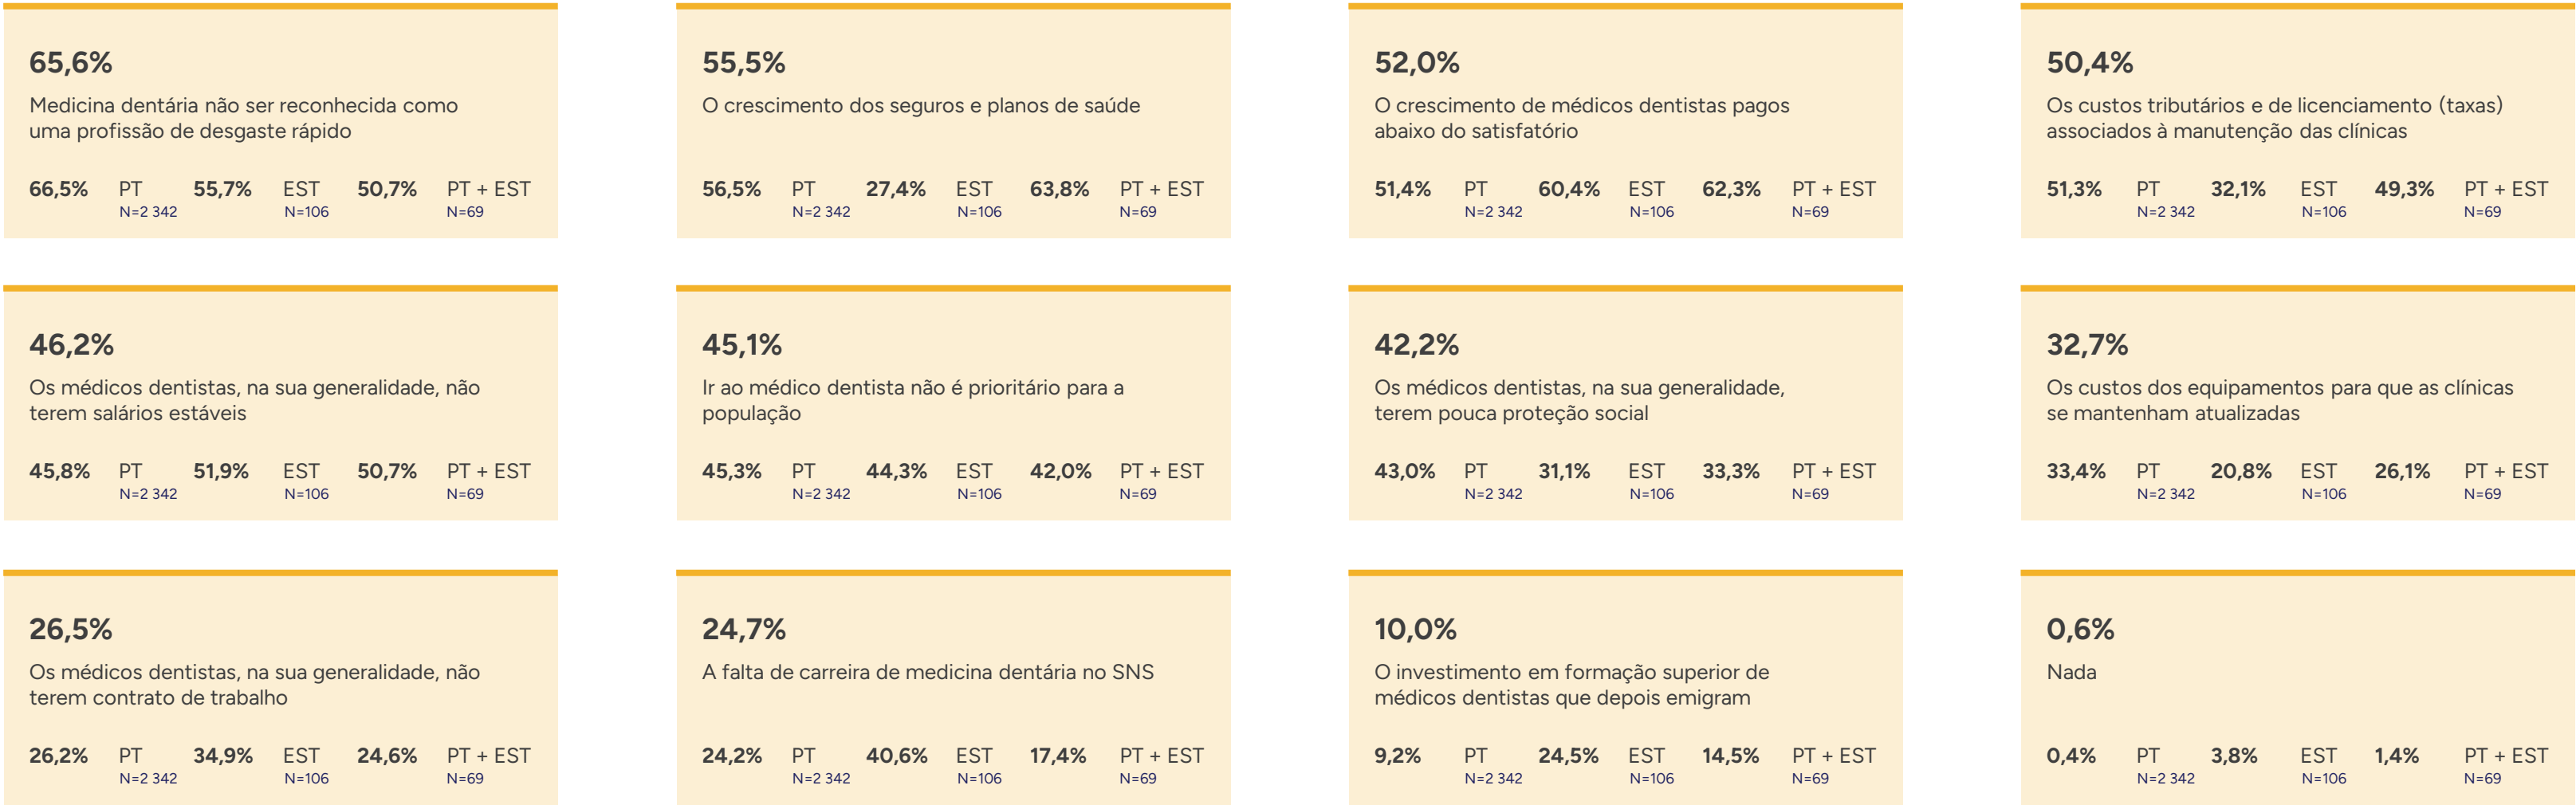 65,6%
Medicina dentária não ser reconhecida como
uma profissão de desgaste rápido
66,5% PT 55,7% EST 50,7% PT + EST
N=2 342 N=106 N=69
55,5%
O crescimento dos seguros e planos de saúde
56,5% PT 27,4% EST 63,8% PT + EST
N=2 342 N=106 N=69
52,0%
O crescimento de médicos dentistas pagos
abaixo do satisfatório
51,4% PT 60,4% EST 62,3% PT + EST
N=2 342 N=106 N=69
50,4%
Os custos tributários e de licenciamento (taxas)
associados à manutenção das clínicas
51,3% PT 32,1% EST 49,3% PT + EST
N=2 342 N=106 N=69
46,2%
Os médicos dentistas, na sua generalidade, não
terem salários estáveis
45,8% PT 51,9% EST 50,7% PT + EST
N=2 342 N=106 N=69
45,1%
Ir ao médico dentista não é prioritário para a
população
45,3% PT 44,3% EST 42,0% PT + EST
N=2 342 N=106 N=69
42,2%
Os médicos dentistas, na sua generalidade,
terem pouca proteção social
43,0% PT 31,1% EST 33,3% PT + EST
N=2 342 N=106 N=69
32,7%
Os custos dos equipamentos para que as clínicas
se mantenham atualizadas
33,4% PT 20,8% EST 26,1% PT + EST
N=2 342 N=106 N=69
26,5%
Os médicos dentistas, na sua generalidade, não
terem contrato de trabalho
26,2% PT 34,9% EST 24,6% PT + EST
N=2 342 N=106 N=69
24,7%
A falta de carreira de medicina dentária no SNS
24,2% PT 40,6% EST 17,4% PT + EST
N=2 342 N=106 N=69
10,0%
O investimento em formação superior de
médicos dentistas que depois emigram
9,2% PT 24,5% EST 14,5% PT + EST
N=2 342 N=106 N=69
0,6%
Nada
0,4% PT 3,8% EST 1,4% PT + EST
N=2 342 N=106 N=69